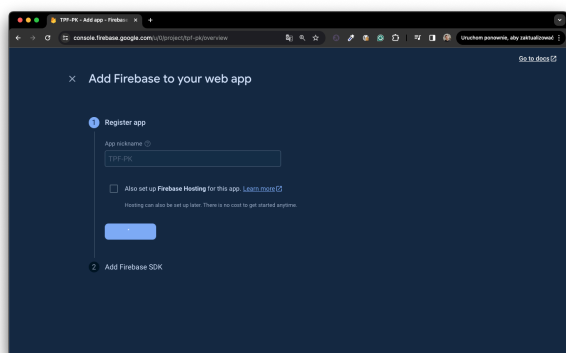 TPF-PK – Add app – Firebase
console.firebase.google.com/u/0/project/tpf-pk/overview
Uruchom ponownie, aby zaktualizować
Go to docs
Add Firebase to your web app
1
Register app
App nickname
TPF-PK
Also set up Firebase Hosting for this app. Learn more
Hosting can also be set up later. There is no cost to get started anytime.
2
Add Firebase SDK